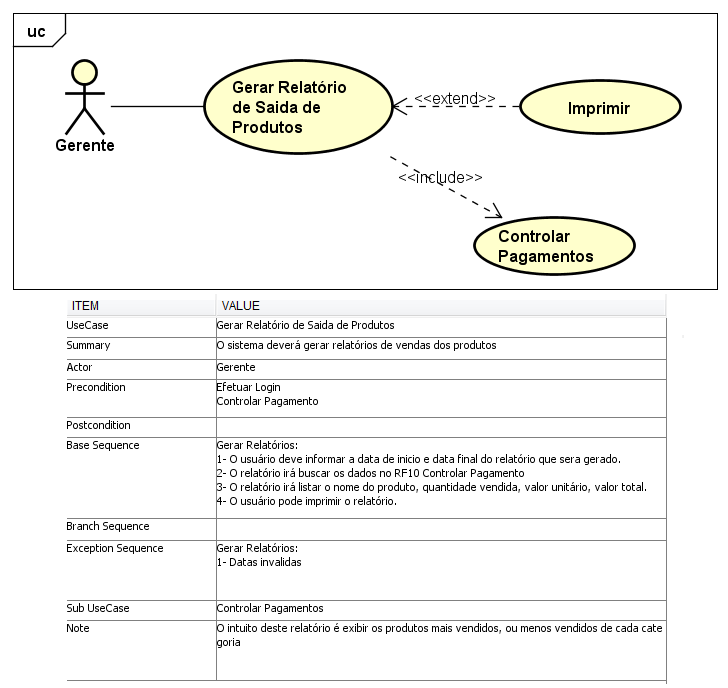 uc
Gerente
Gerar Relatório
de Saida de
Produtos
<<extend>>
Imprimir
<<include>>
Controlar
Pagamentos
ITEM VALUE
UseCase Gerar Relatório de Saida de Produtos
Summary O sistema deverá gerar relatórios de vendas dos produtos
Actor Gerente
Precondition Efetuar Login
Controlar Pagamento
Postcondition
Base Sequence Gerar Relatórios:
1- O usuário deve informar a data de inicio e data final do relatório que sera gerado.
2- O relatório irá buscar os dados no RF10 Controlar Pagamento
3- O relatório irá listar o nome do produto, quantidade vendida, valor unitário, valor total.
4- O usuário pode imprimir o relatório.
Branch Sequence
Exception Sequence Gerar Relatórios:
1- Datas invalidas
Sub UseCase Controlar Pagamentos
Note O intuito deste relatório é exibir os produtos mais vendidos, ou menos vendidos de cada cate
goria